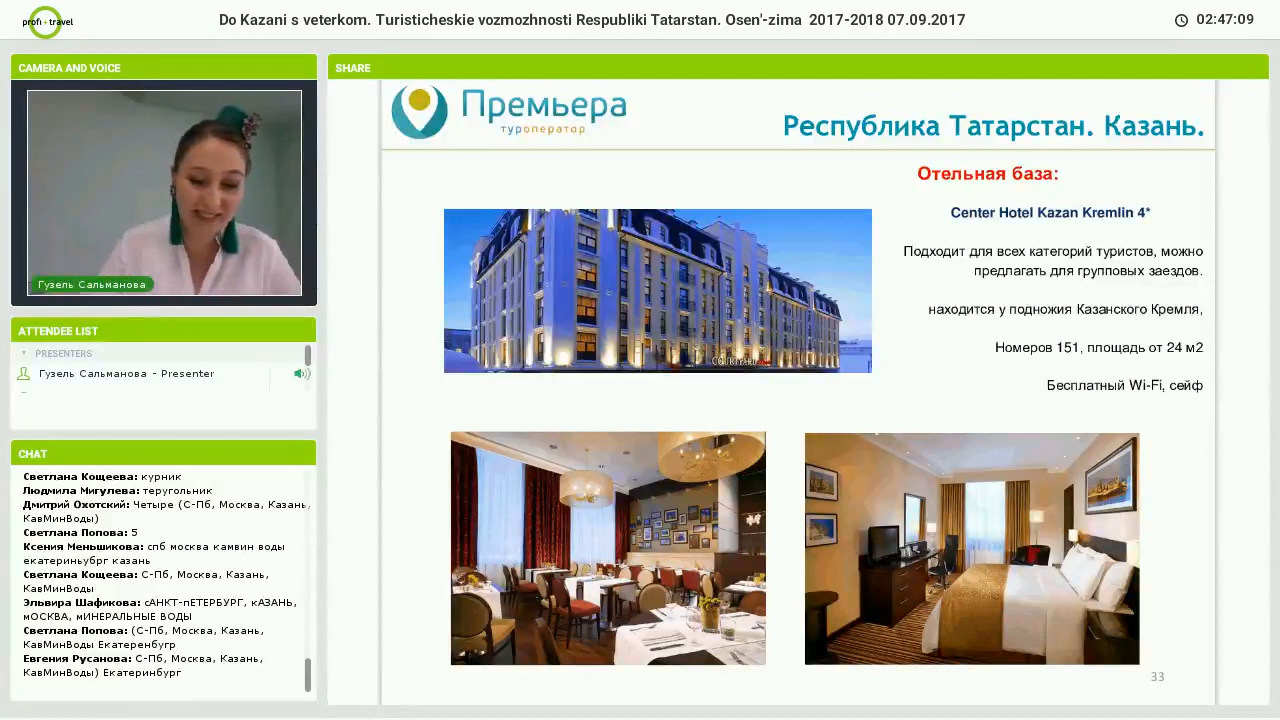 profi travel
Do Kazani s veterkom. Turisticheskie vozmozhnosti Respubliki Tatarstan. Osen'-zima 2017-2018 07.09.2017
02:47:09
CAMERA AND VOICE
Гузель Сальманова
ATTENDEE LIST
PRESENTERS
Гузель Сальманова - Presenter
CHAT
Светлана Кощеева: курник
Людмила Мигулева: теругольник
Дмитрий Охотский: Четыре (С-Пб, Москва, Казань,
КавМинВоды)
Светлана Попова: 5
Ксения Меньшикова: спб москва камвин воды
екатериньубрг казань
Светлана Кощеева: С-Пб, Москва, Казань,
КавМинВоды
Эльвира Шафикова: сАНКТ-пЕТЕРБУРГ, кАЗАНЬ,
мОСКВА, мИНЕРАЛЬНЫЕ ВОДЫ
Светлана Попова: (С-Пб, Москва, Казань,
КавМинВоды Екатеренбугр
Евгения Русанова: С-Пб, Москва, Казань,
КавМинВоды) Екатеринбург
SHARE
Премьера
туроператор
Республика Татарстан. Казань.
Отельная база:
Center Hotel Kazan Kremlin 4*
Подходит для всех категорий туристов, можно
предлагать для групповых заездов.
находится у подножия Казанского Кремля,
Номеров 151, площадь от 24 м2
Бесплатный Wi-Fi, сейф
33